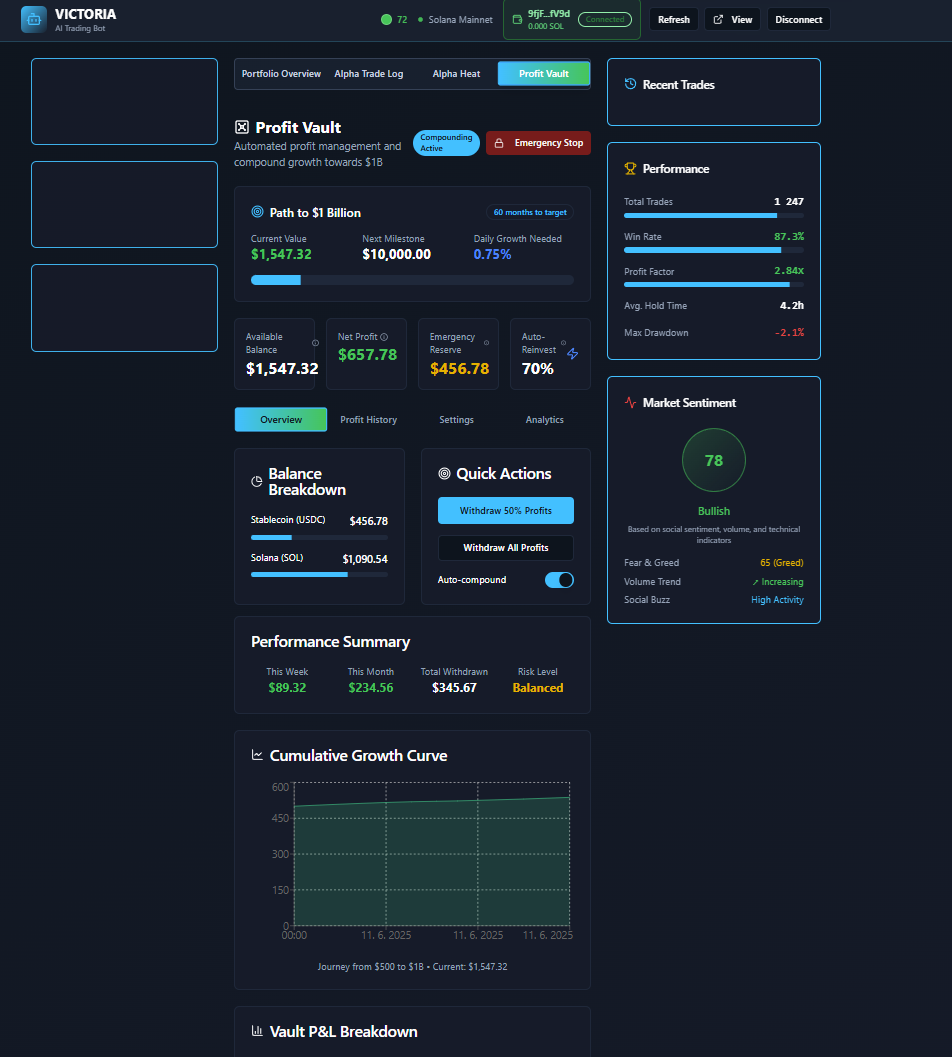 VICTORIA
AI Trading Bot
72
Solana Mainnet
9fjF...fV9d
0.000 SOL
Connected
Refresh
View
Disconnect
Portfolio Overview
Alpha Trade Log
Alpha Heat
Profit Vault
Profit Vault
Automated profit management and
compound growth towards $1B
Compounding
Active
Emergency Stop
Path to $1 Billion
60 months to target
Current Value
$1,547.32
Next Milestone
$10,000.00
Daily Growth Needed
0.75%
Available
Balance
$1,547.32
Net Profit
$657.78
Emergency
Reserve
$456.78
Auto-
Reinvest
70%
Overview
Profit History
Settings
Analytics
Balance
Breakdown
Stablecoin (USDC)
$456.78
Solana (SOL)
$1,090.54
Quick Actions
Withdraw 50% Profits
Withdraw All Profits
Auto-compound
Performance Summary
This Week
$89.32
This Month
$234.56
Total Withdrawn
$345.67
Risk Level
Balanced
Cumulative Growth Curve
600
450
300
150
0
00:00
11. 6. 2025
11. 6. 2025
11. 6. 2025
Journey from $500 to $1B • Current: $1,547.32
Vault P&L Breakdown
Recent Trades
Performance
Total Trades
1 247
Win Rate
87.3%
Profit Factor
2.84x
Avg. Hold Time
4.2h
Max Drawdown
-2.1%
Market Sentiment
78
Bullish
Based on social sentiment, volume, and technical
indicators
Fear & Greed
65 (Greed)
Volume Trend
↗ Increasing
Social Buzz
High Activity